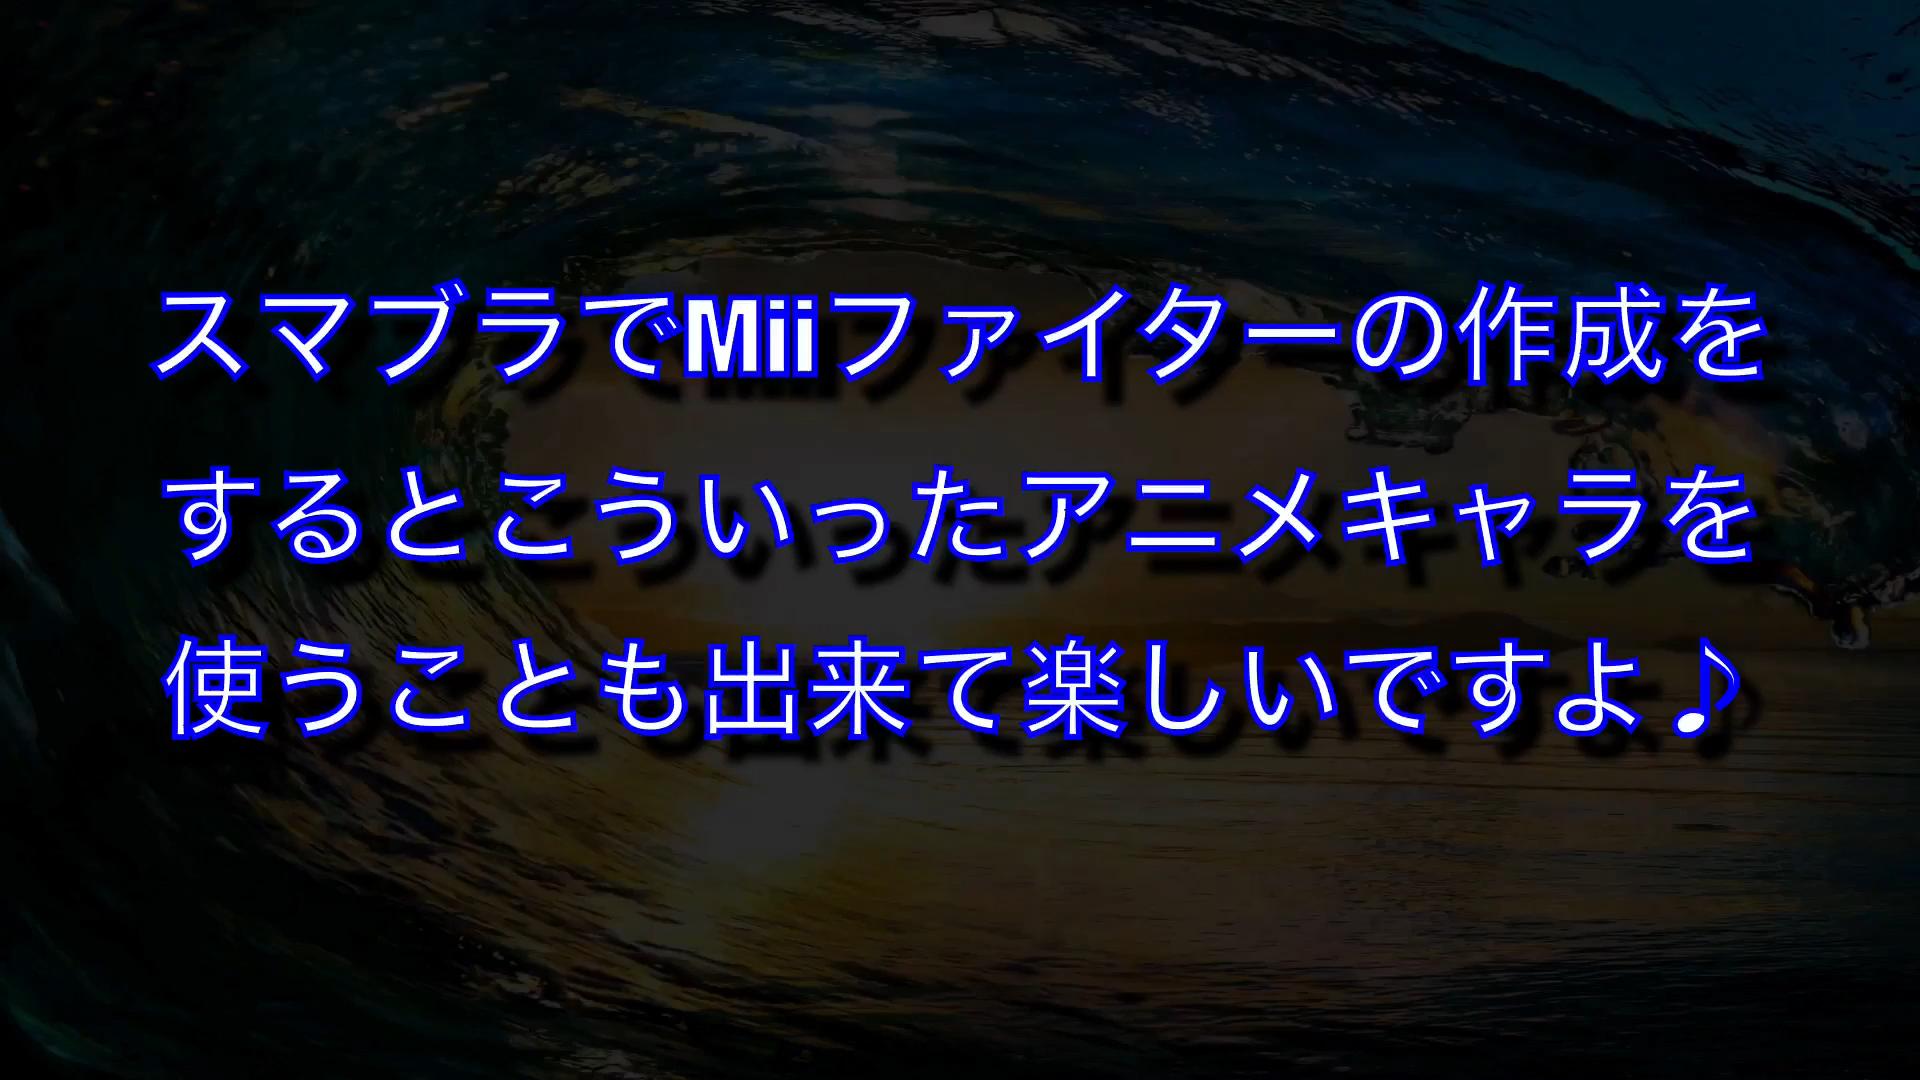 スマブラでMiiファイターの作成を
するとこういったアニメキャラを
使うことも出来て楽しいですよ♪